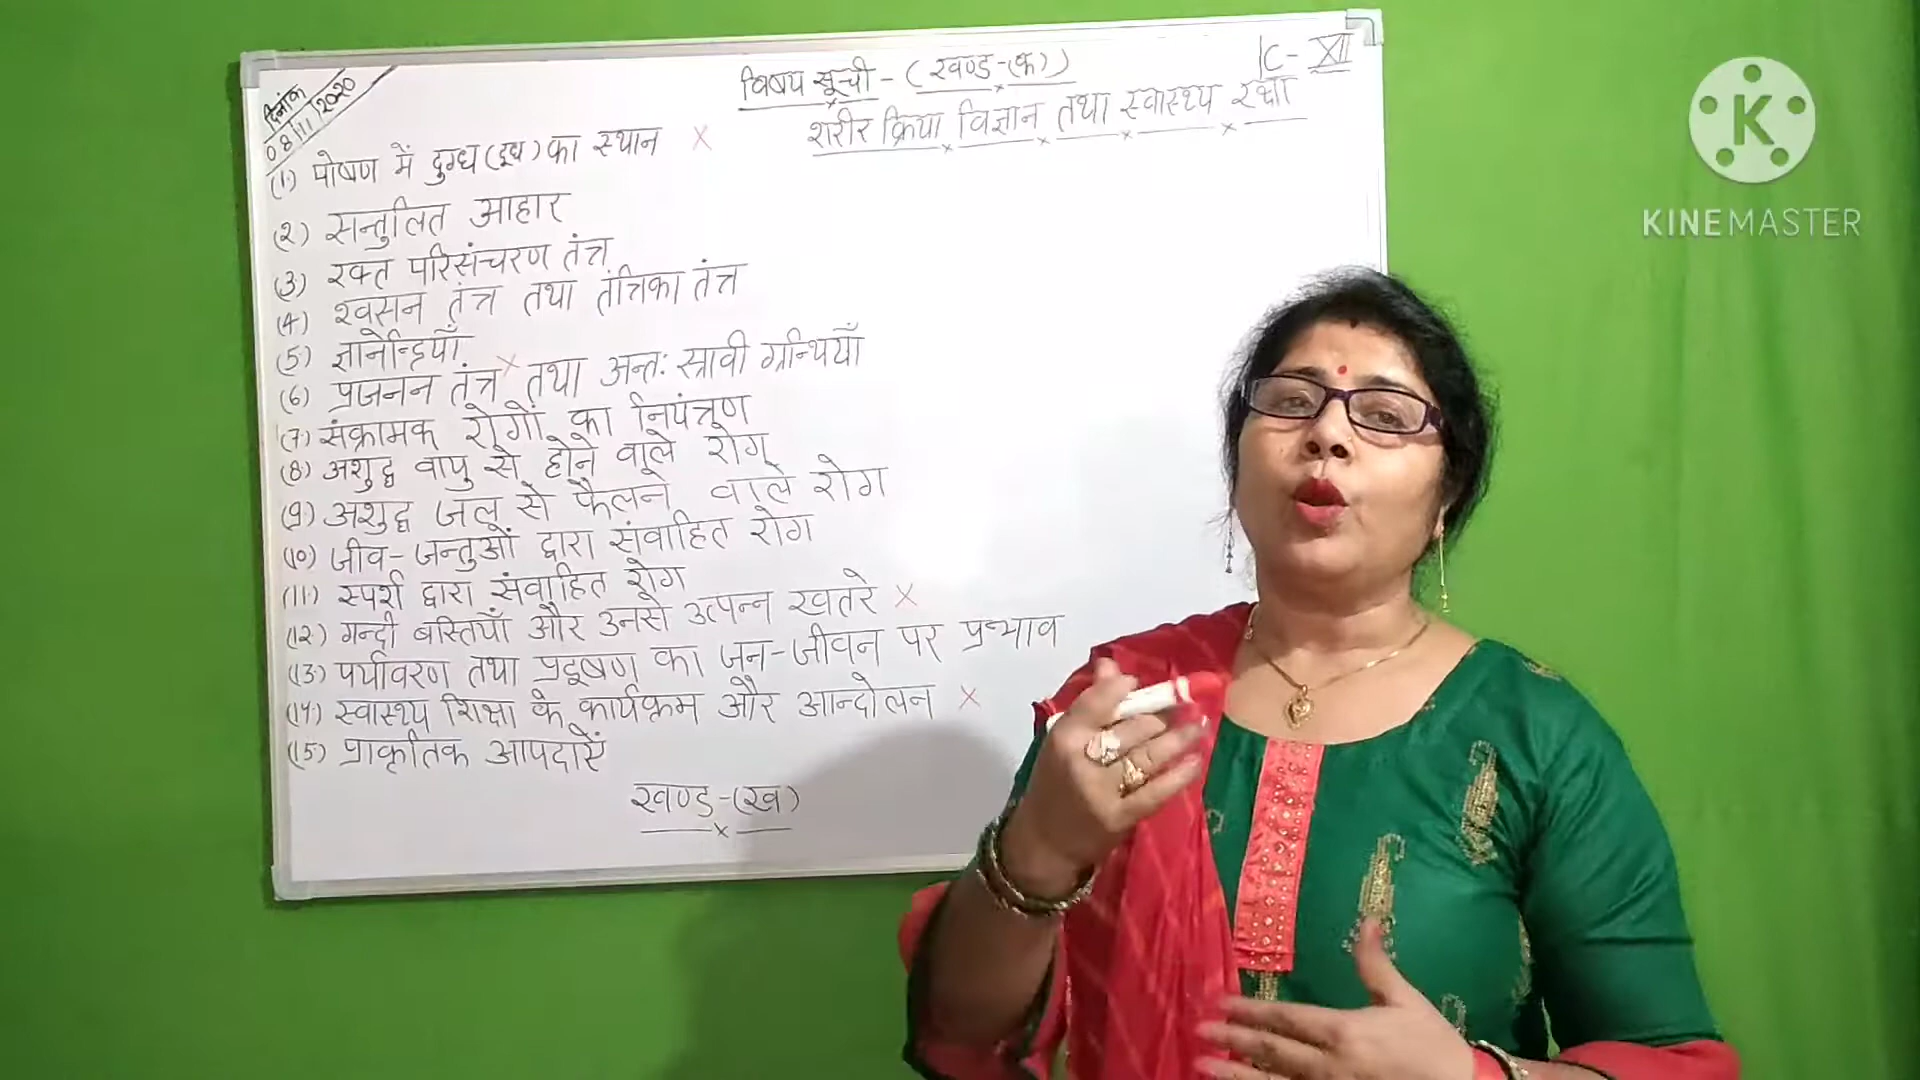 दिनांक
08/11/2020
विषय सूची - (खण्ड-(क))
C- XII
शरीर क्रिया विज्ञान तथा स्वास्थ्य रक्षा
(1) पोषण में दुग्ध (दूध) का स्थान ×
(२) सन्तुलित आहार
(3) रक्त परिसंचरण तंत्र
(4) श्वसन तंत्र तथा तंत्रिका तंत्र
(5) ज्ञानेन्द्रियाँ
(6) प्रजनन तंत्र × तथा अन्तः स्त्रावी ग्रन्थियाँ
(7) संक्रामक रोगों का नियंत्रण
(8) अशुद्ध वायु से होने वाले रोग
(9) अशुद्ध जल से फैलने वाले रोग
(10) जीव-जन्तुओं द्वारा संवाहित रोग
(11) स्पर्श द्वारा संवाहित रोग
(12) गन्दी बस्तियाँ और उनसे उत्पन्न खतरे ×
(13) पर्यावरण तथा प्रदूषण का जन-जीवन पर प्रभाव
(14) स्वास्थ्य शिक्षा के कार्यक्रम और आन्दोलन ×
(15) प्राकृतिक आपदाऐं
खण्ड-(ख)
K
KINEMASTER